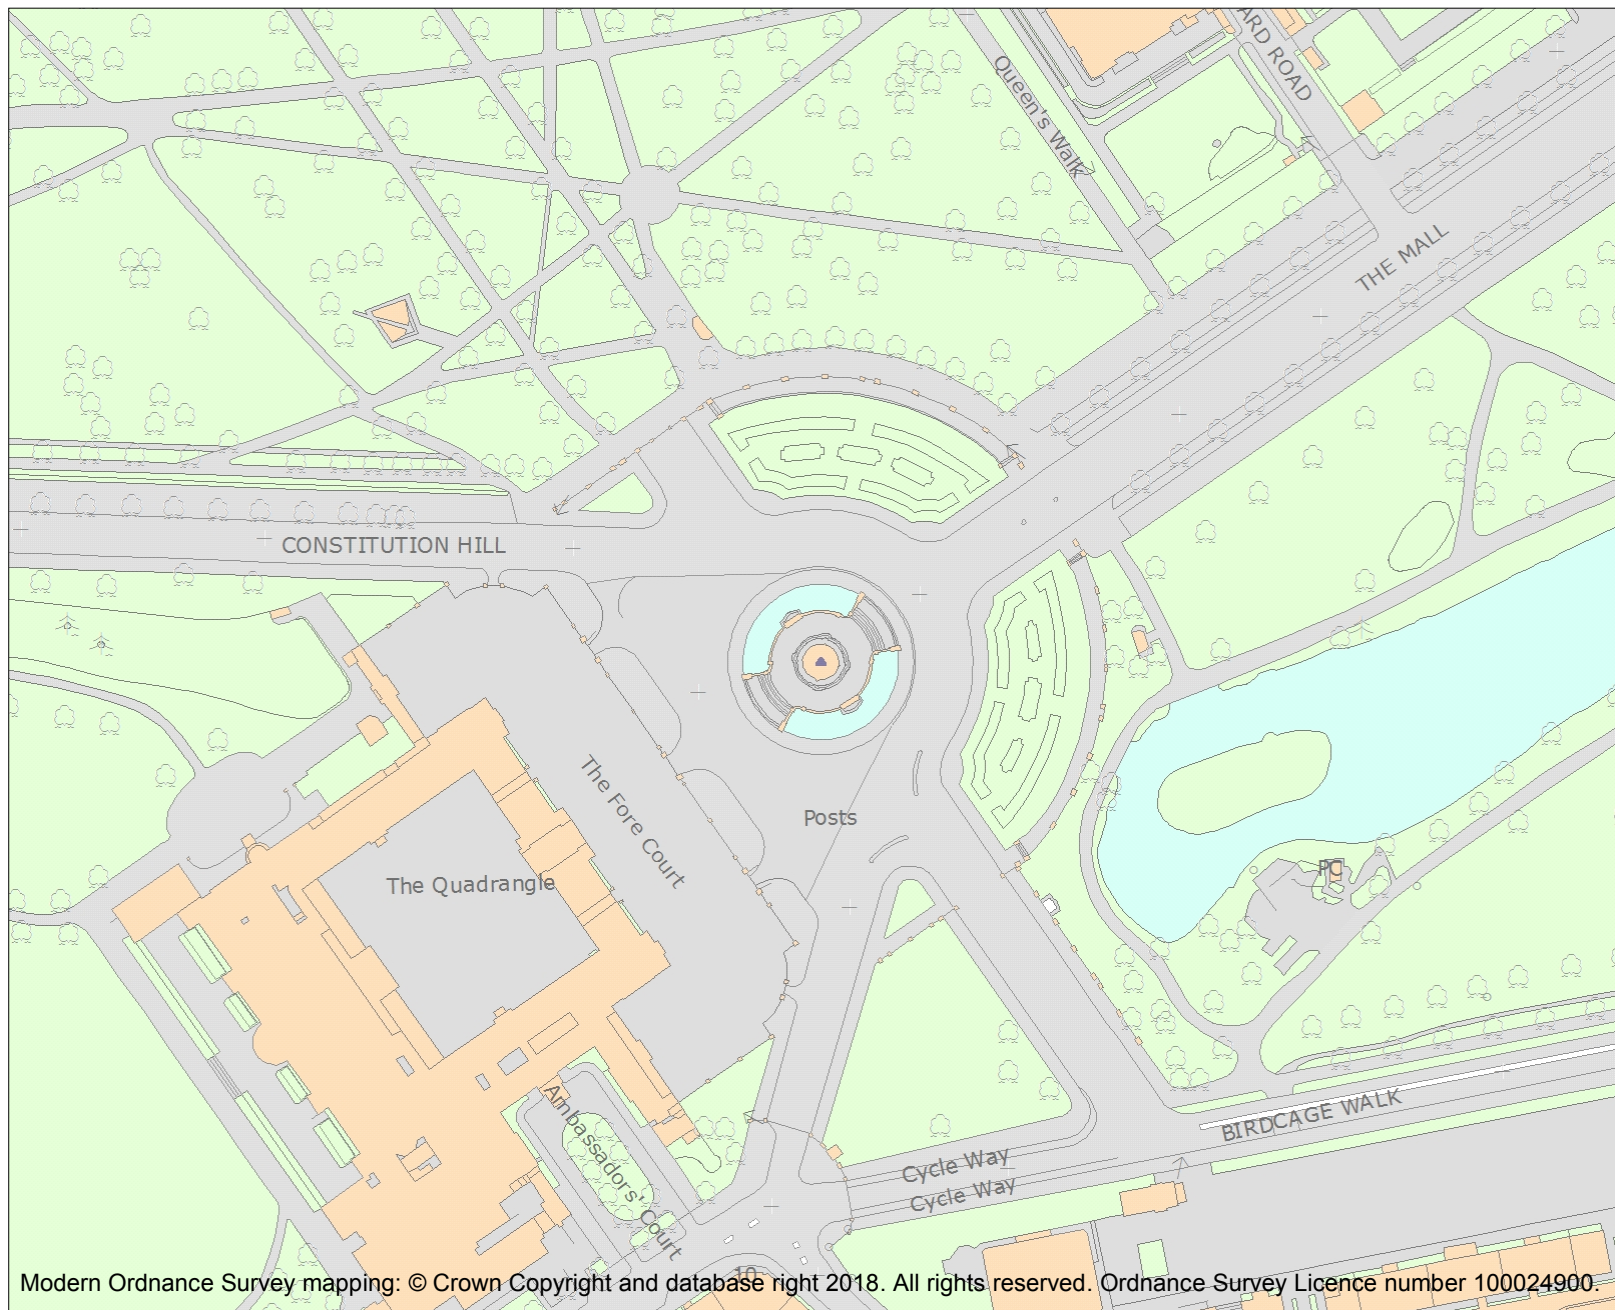 ARD ROAD
Queen's Walk
THE MALL
CONSTITUTION HILL
The Fore Court
Posts
The Quadrangle
PC
Ambassadors' Court
BIRDCAGE WALK
Cycle Way
Cycle Way
10
Modern Ordnance Survey mapping: © Crown Copyright and database right 2018. All rights reserved. Ordnance Survey Licence number 100024900.